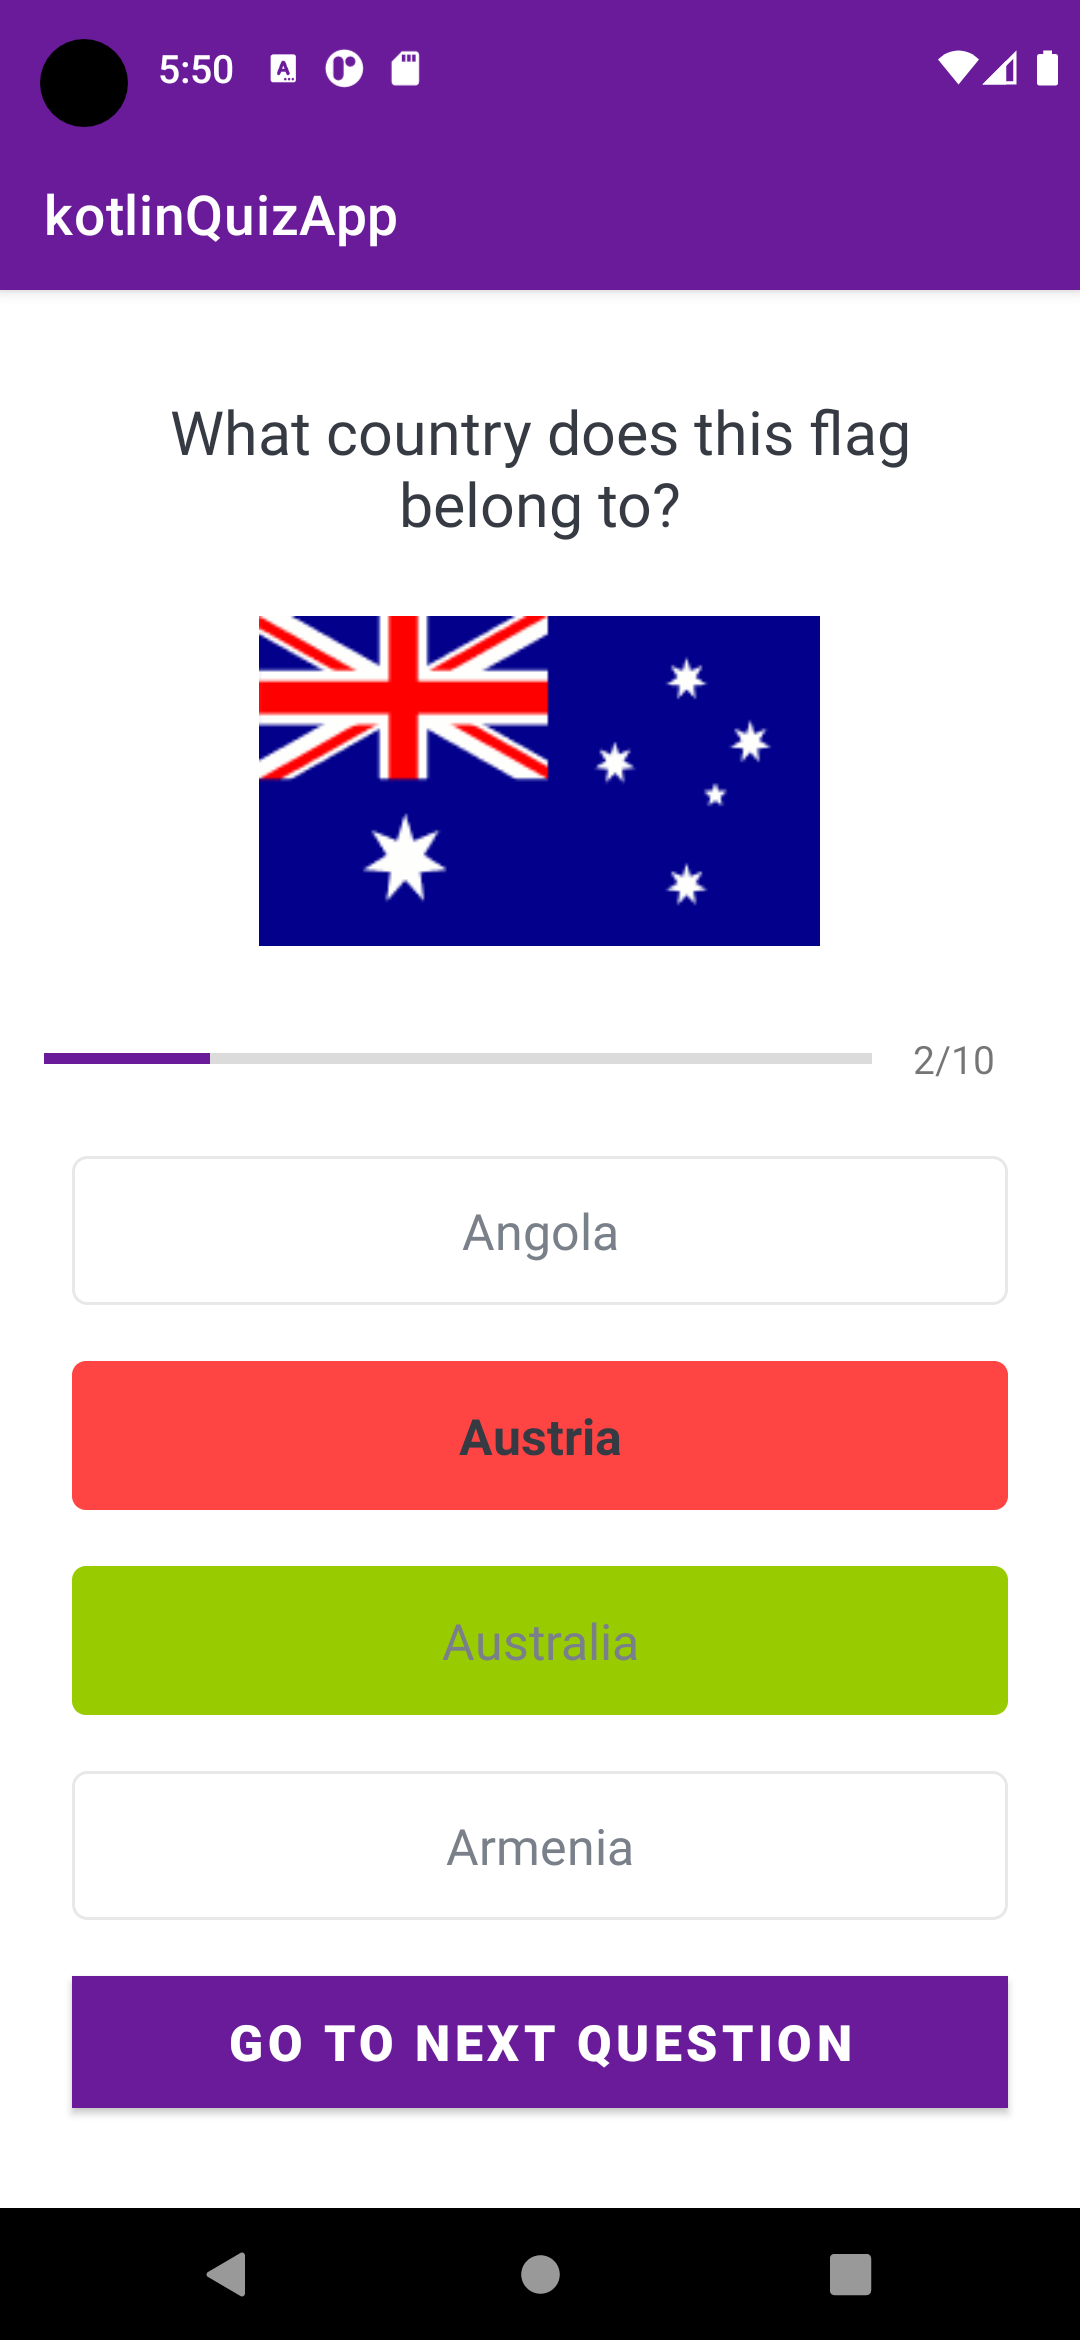 5:50
kotlinQuizApp
What country does this flag
belong to?
2/10
Angola
Austria
Australia
Armenia
GO TO NEXT QUESTION